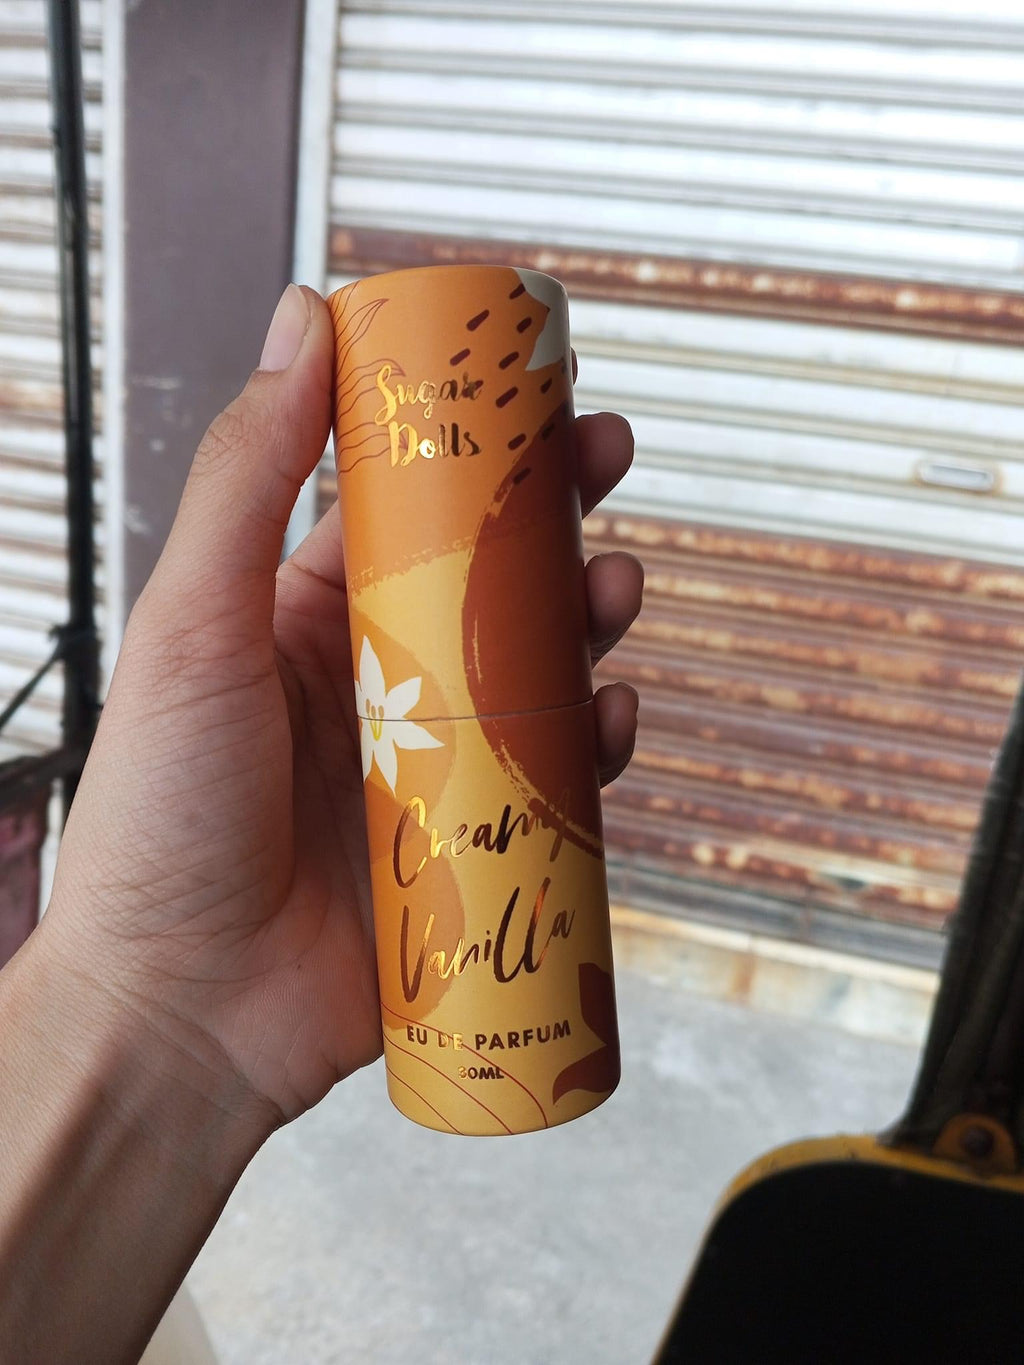 Sugar
Dolls
Creamy
Vanilla
EU DE PARFUM
30ML